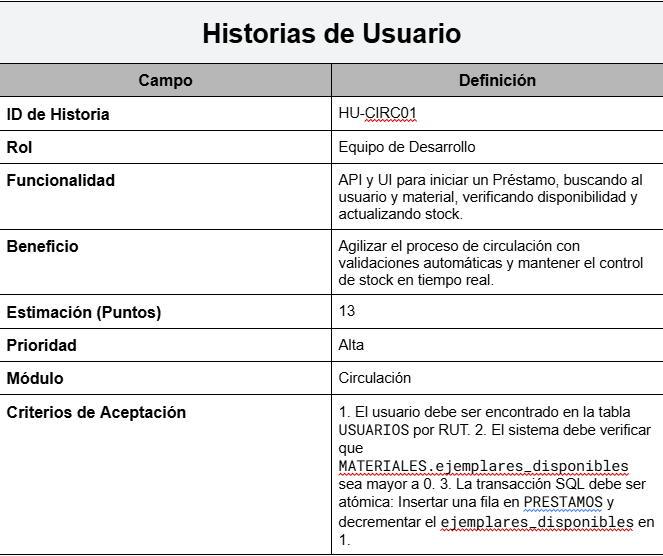 Historias de Usuario
Campo
Definición
ID de Historia
HU-CIRC01
Rol
Equipo de Desarrollo
Funcionalidad
API y UI para iniciar un Préstamo, buscando al
usuario y material, verificando disponibilidad y
actualizando stock.
Beneficio
Agilizar el proceso de circulación con
validaciones automáticas y mantener el control
de stock en tiempo real.
Estimación (Puntos)
13
Prioridad
Alta
Módulo
Circulación
Criterios de Aceptación
1. El usuario debe ser encontrado en la tabla
USUARIOS por RUT. 2. El sistema debe verificar
que
MATERIALES.ejemplares_disponibles
sea mayor a 0. 3. La transacción SQL debe ser
atómica: Insertar una fila en PRESTAMOS y
decrementar el ejemplares_disponibles en
1.